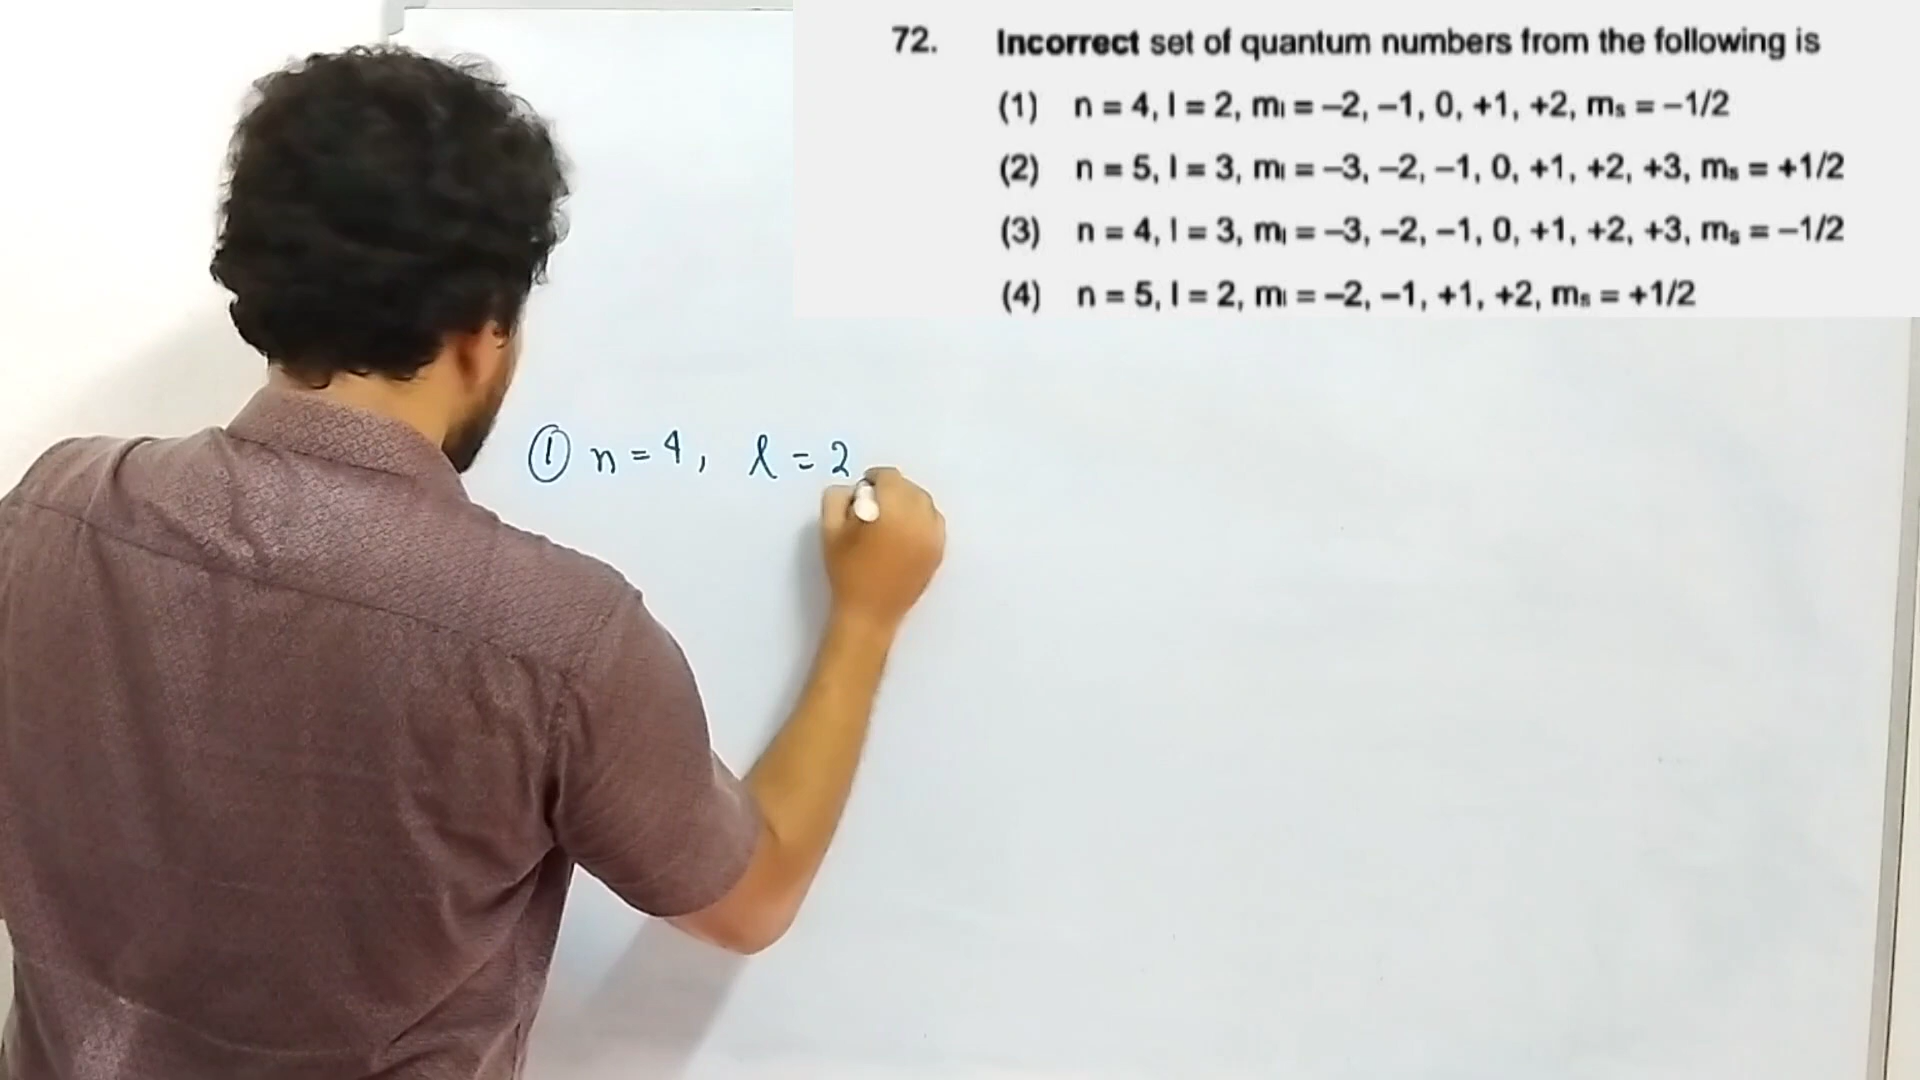 72. Incorrect set of quantum numbers from the following is
(1) n = 4, l = 2, mₗ = –2, –1, 0, +1, +2, mₛ = –1/2
(2) n = 5, l = 3, mₗ = –3, –2, –1, 0, +1, +2, +3, mₛ = +1/2
(3) n = 4, l = 3, mₗ = –3, –2, –1, 0, +1, +2, +3, mₛ = –1/2
(4) n = 5, l = 2, mₗ = –2, –1, +1, +2, mₛ = +1/2
① n = 4, l = 2